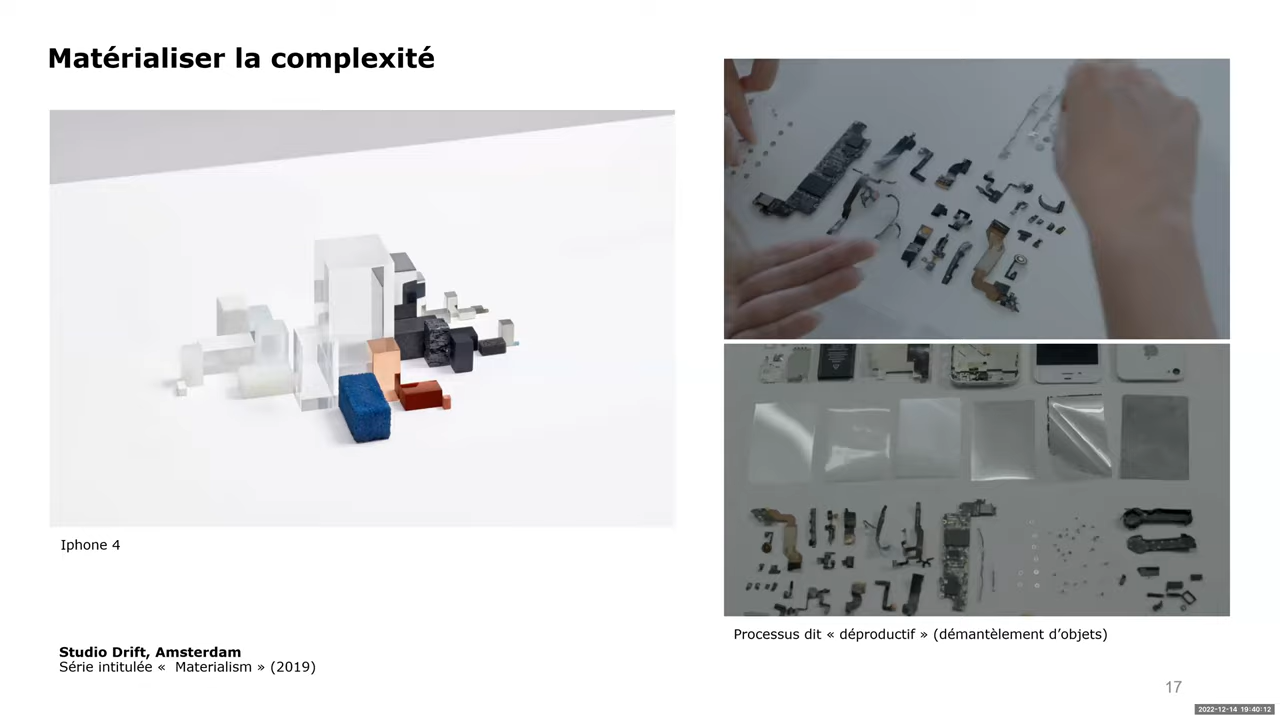 Matérialiser la complexité
Iphone 4
Studio Drift, Amsterdam
Série intitulée «  Materialism » (2019)
Processus dit « déproductif » (démantèlement d’objets)
17
2022-12-14 19:40:12